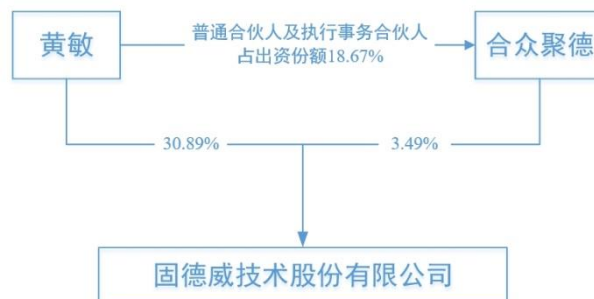 黄敏
普通合伙人及执行事务合伙人
占出资份额18.67%
合众聚德
30.89%
3.49%
固德威技术股份有限公司